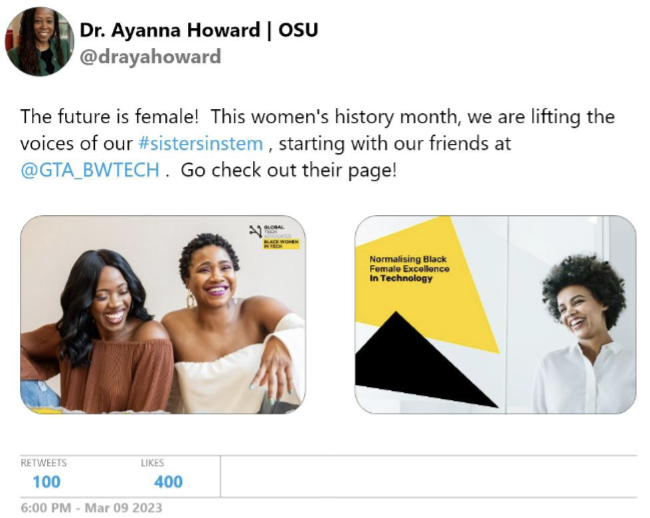 Dr. Ayanna Howard | OSU
@drayahoward
The future is female!  This women's history month, we are lifting the
voices of our #sistersinstem , starting with our friends at
@GTA_BWTECH .  Go check out their page!
GLOBAL
TECH
ADVOCATES
BLACK WOMEN
IN TECH
Normalising Black
Female Excellence
In Technology
RETWEETS LIKES
100 400
6:00 PM - Mar 09 2023